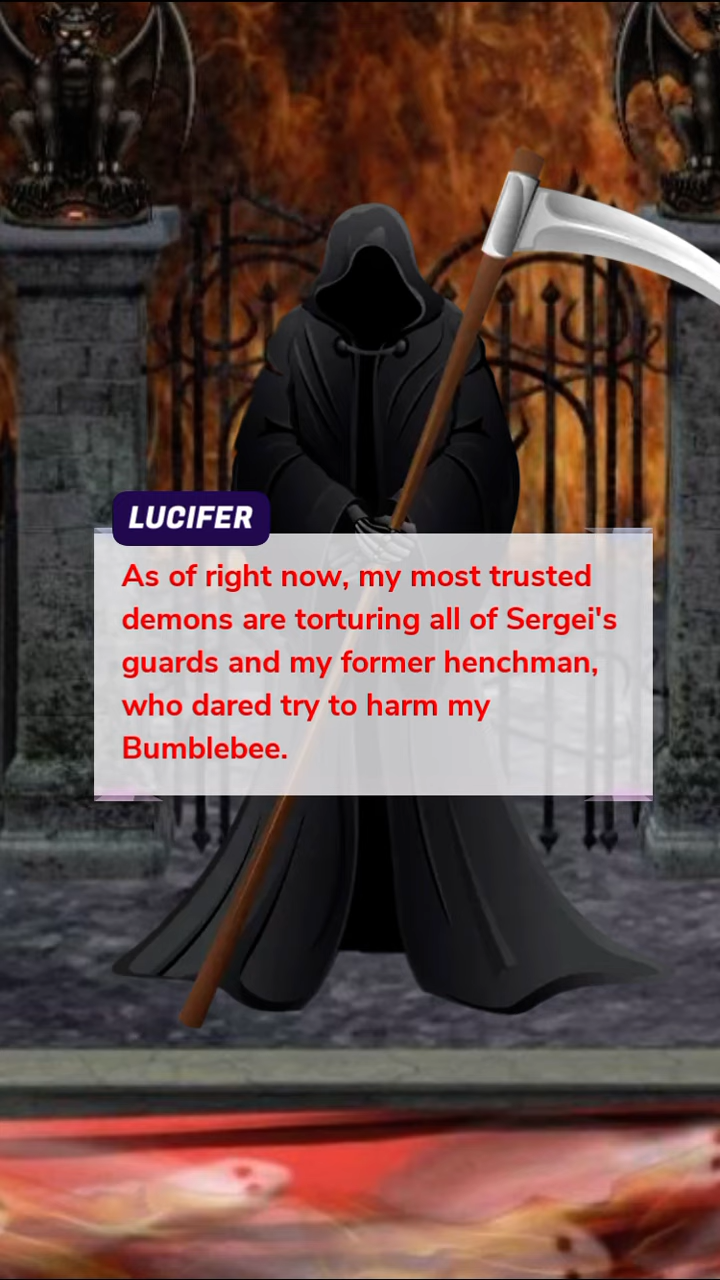 LUCIFER
As of right now, my most trusted
demons are torturing all of Sergei's
guards and my former henchman,
who dared try to harm my
Bumblebee.